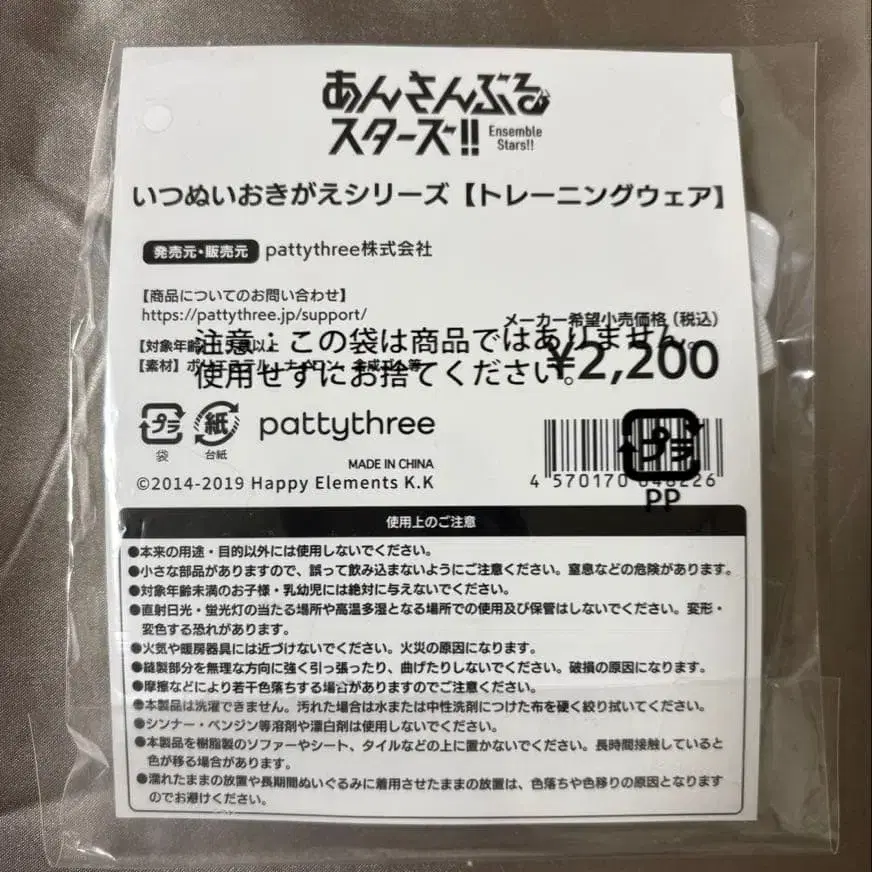 あんさんぶる
スターズ!!
Ensemble
Stars!!
いつぬいおきがえシリーズ【トレーニングウェア】
発売元・販売元 pattythree株式会社
【商品についてのお問い合わせ】
https://pattythree.jp/support/
メーカー希望小売価格(税込)
¥2,200
【対象年齢】 以上
【素材】ポリエステル・ナイロン・合成ゴム等
注意:この袋は商品ではありません。
使用せずにお捨てください。
プラ
袋
紙
台紙
pattythree
MADE IN CHINA
©2014-2019 Happy Elements K.K
4 570170 048226
プラ
PP
使用上のご注意
●本来の用途・目的以外には使用しないでください。
●小さな部品がありますので、誤って飲み込まないようにご注意ください。窒息などの危険があります。
●対象年齢未満のお子様・乳幼児には絶対に与えないでください。
●直射日光・蛍光灯の当たる場所や高温多湿となる場所での使用及び保管はしないでください。変形・
変色する恐れがあります。
●火気や暖房器具には近づけないでください。火災の原因になります。
●縫製部分を無理な方向に強く引っ張ったり、曲げたりしないでください。破損の原因になります。
●摩擦などにより若干色落ちする場合がありますのでご注意ください。
●本製品は洗濯できません。汚れた場合は水または中性洗剤につけた布を硬く絞り拭いてください。
●シンナー・ベンジン等溶剤や漂白剤は使用しないでください。
●本製品を樹脂製のソファーやシート、タイルなどの上に置かないでください。長時間接触していると
色が移る場合があります。
●濡れたままの放置や長期間ぬいぐるみに着用させたままの放置は、色落ちや色移りの原因となります
のでお避けください。